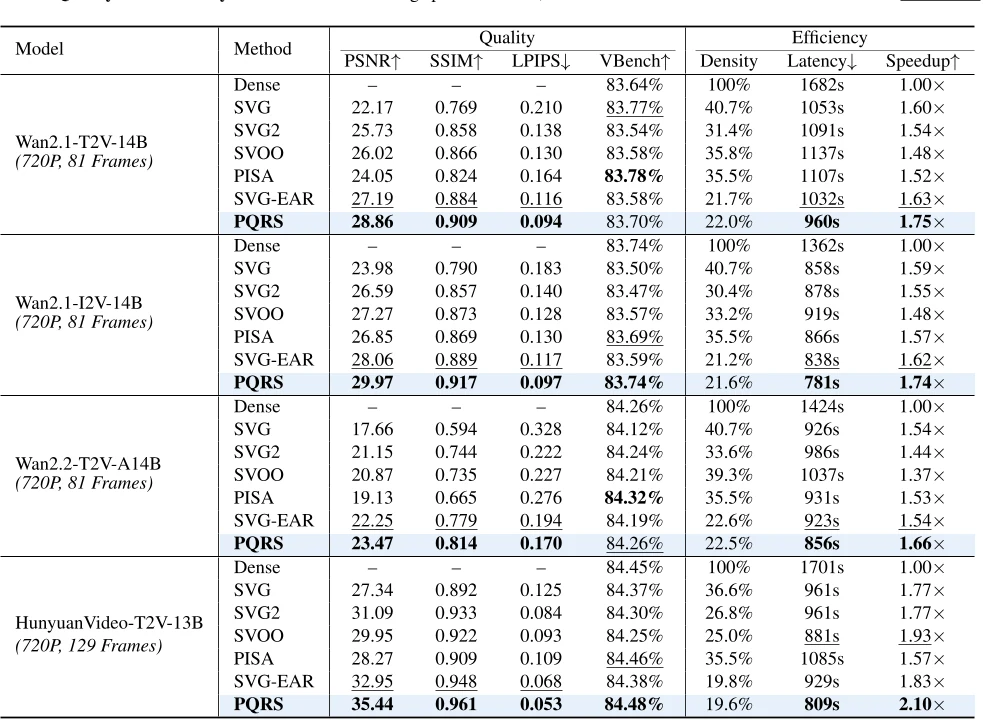 Model Method Quality Efficiency
PSNR↑ SSIM↑ LPIPS↓ VBench↑ Density Latency↓ Speedup↑
Wan2.1-T2V-14B
(720P, 81 Frames)
Dense – – – 83.64% 100% 1682s 1.00×
SVG 22.17 0.769 0.210 83.77% 40.7% 1053s 1.60×
SVG2 25.73 0.858 0.138 83.54% 31.4% 1091s 1.54×
SVOO 26.02 0.866 0.130 83.58% 35.8% 1137s 1.48×
PISA 24.05 0.824 0.164 83.78% 35.5% 1107s 1.52×
SVG-EAR 27.19 0.884 0.116 83.58% 21.7% 1032s 1.63×
PQRS 28.86 0.909 0.094 83.70% 22.0% 960s 1.75×
Wan2.1-I2V-14B
(720P, 81 Frames)
Dense – – – 83.74% 100% 1362s 1.00×
SVG 23.98 0.790 0.183 83.50% 40.7% 858s 1.59×
SVG2 26.59 0.857 0.140 83.47% 30.4% 878s 1.55×
SVOO 27.27 0.873 0.128 83.57% 33.2% 919s 1.48×
PISA 26.85 0.869 0.130 83.69% 35.5% 866s 1.57×
SVG-EAR 28.06 0.889 0.117 83.59% 21.2% 838s 1.62×
PQRS 29.97 0.917 0.097 83.74% 21.6% 781s 1.74×
Wan2.2-T2V-A14B
(720P, 81 Frames)
Dense – – – 84.26% 100% 1424s 1.00×
SVG 17.66 0.594 0.328 84.12% 40.7% 926s 1.54×
SVG2 21.15 0.744 0.222 84.24% 33.6% 986s 1.44×
SVOO 20.87 0.735 0.227 84.21% 39.3% 1037s 1.37×
PISA 19.13 0.665 0.276 84.32% 35.5% 931s 1.53×
SVG-EAR 22.25 0.779 0.194 84.19% 22.6% 923s 1.54×
PQRS 23.47 0.814 0.170 84.26% 22.5% 856s 1.66×
HunyuanVideo-T2V-13B
(720P, 129 Frames)
Dense – – – 84.45% 100% 1701s 1.00×
SVG 27.34 0.892 0.125 84.37% 36.6% 961s 1.77×
SVG2 31.09 0.933 0.084 84.30% 26.8% 961s 1.77×
SVOO 29.95 0.922 0.093 84.25% 25.0% 881s 1.93×
PISA 28.27 0.909 0.109 84.46% 35.5% 1085s 1.57×
SVG-EAR 32.95 0.948 0.068 84.38% 19.8% 929s 1.83×
PQRS 35.44 0.961 0.053 84.48% 19.6% 809s 2.10×